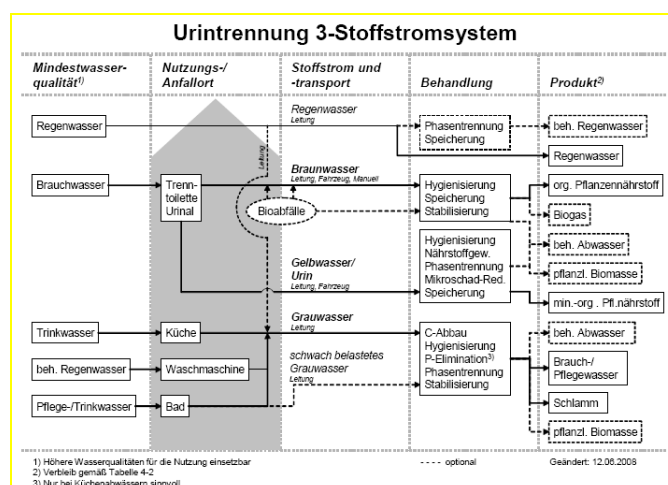 Urintrennung 3-Stoffstromsystem
Mindestwasser-
qualität1)
Nutzungs-/
Anfallort
Stoffstrom und
-transport
Behandlung
Produkt2)
Regenwasser
Regenwasser
Leitung
Leitung
Phasentrennung
Speicherung
beh. Regenwasser
Regenwasser
Brauchwasser
Trenn-
toilette
Urinal
Braunwasser
Leitung, Fahrzeug, Manuell
Bioabfälle
Hygienisierung
Speicherung
Stabilisierung
org. Pflanzennährstoff
Biogas
beh. Abwasser
pflanzl. Biomasse
Gelbwasser/
Urin
Leitung, Fahrzeug
Hygienisierung
Nährstoffgew.
Phasentrennung
Mikroschad-Red.
Speicherung
min.-org . Pfl.nährstoff
Trinkwasser
Küche
Grauwasser
Leitung
beh. Regenwasser
Waschmaschine
schwach belastetes
Grauwasser
Leitung
Pflege-/Trinkwasser
Bad
C-Abbau
Hygienisierung
P-Elimination3)
Phasentrennung
Stabilisierung
beh. Abwasser
Brauch-/
Pflegewasser
Schlamm
pflanzl. Biomasse
1) Höhere Wasserqualitäten für die Nutzung einsetzbar
2) Verbleib gemäß Tabelle 4-2
3) Nur bei Küchenabwässern sinnvoll
---- optional
Geändert: 12.06.2008